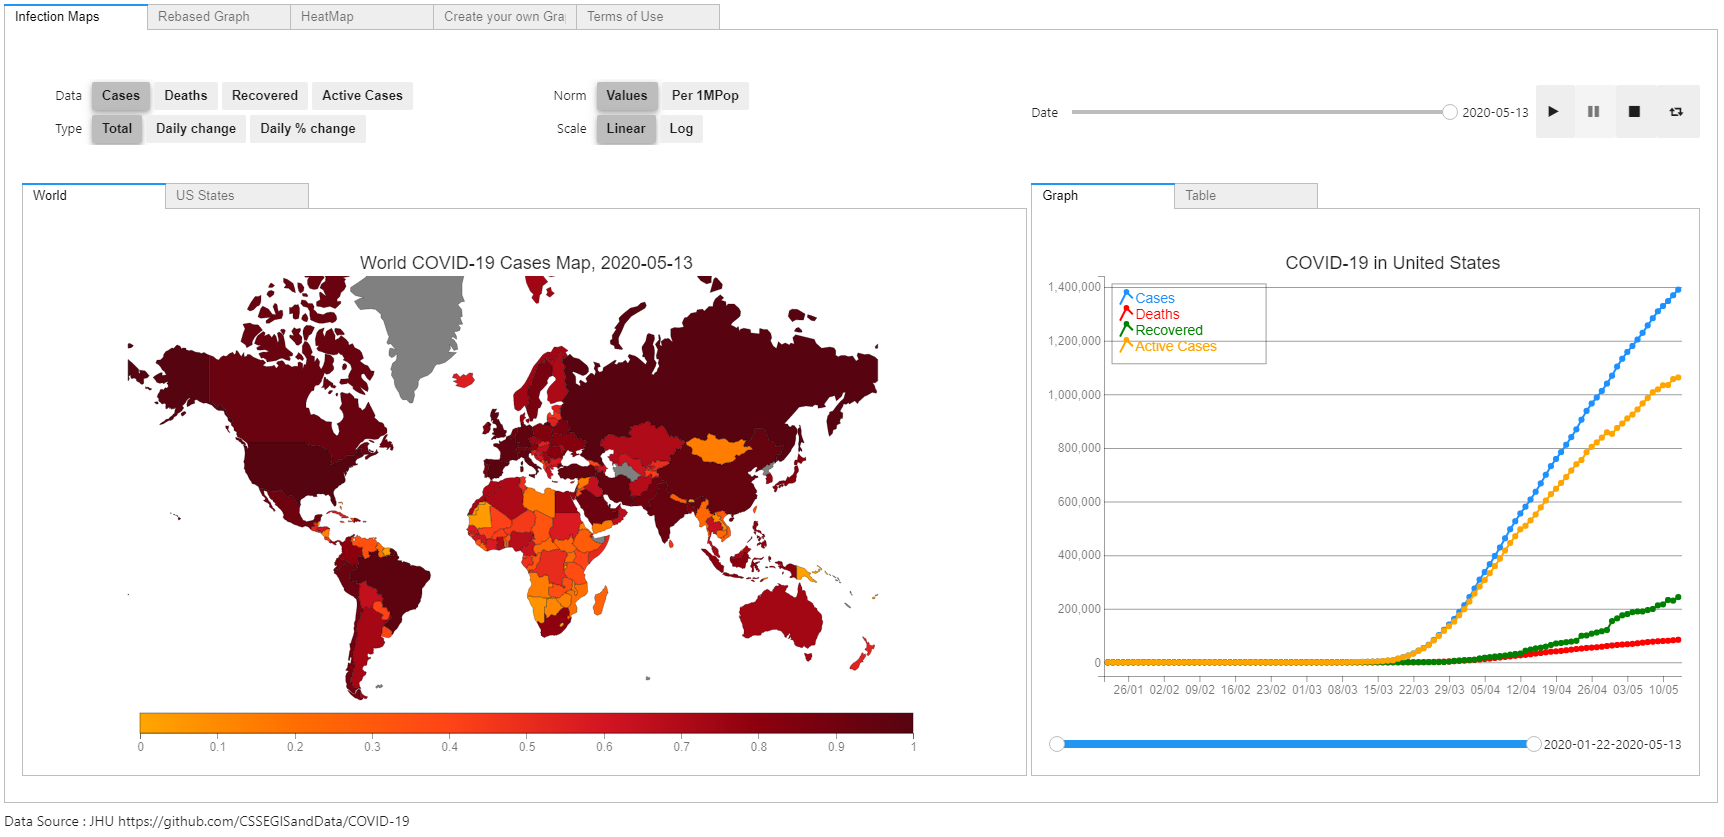 Infection Maps Rebased Graph HeatMap Create your own Gra Terms of Use
Data Cases Deaths Recovered Active Cases Norm Values Per 1MPop
Date 2020-05-13
Type Total Daily change Daily % change Scale Linear Log
World US States
Graph Table
World COVID-19 Cases Map, 2020-05-13
0 0.1 0.2 0.3 0.4 0.5 0.6 0.7 0.8 0.9 1
COVID-19 in United States
Cases
Deaths
Recovered
Active Cases
1,400,000
1,200,000
1,000,000
800,000
600,000
400,000
200,000
0
26/01 02/02 09/02 16/02 23/02 01/03 08/03 15/03 22/03 29/03 05/04 12/04 19/04 26/04 03/05 10/05
2020-01-22-2020-05-13
Data Source : JHU https://github.com/CSSEGISandData/COVID-19